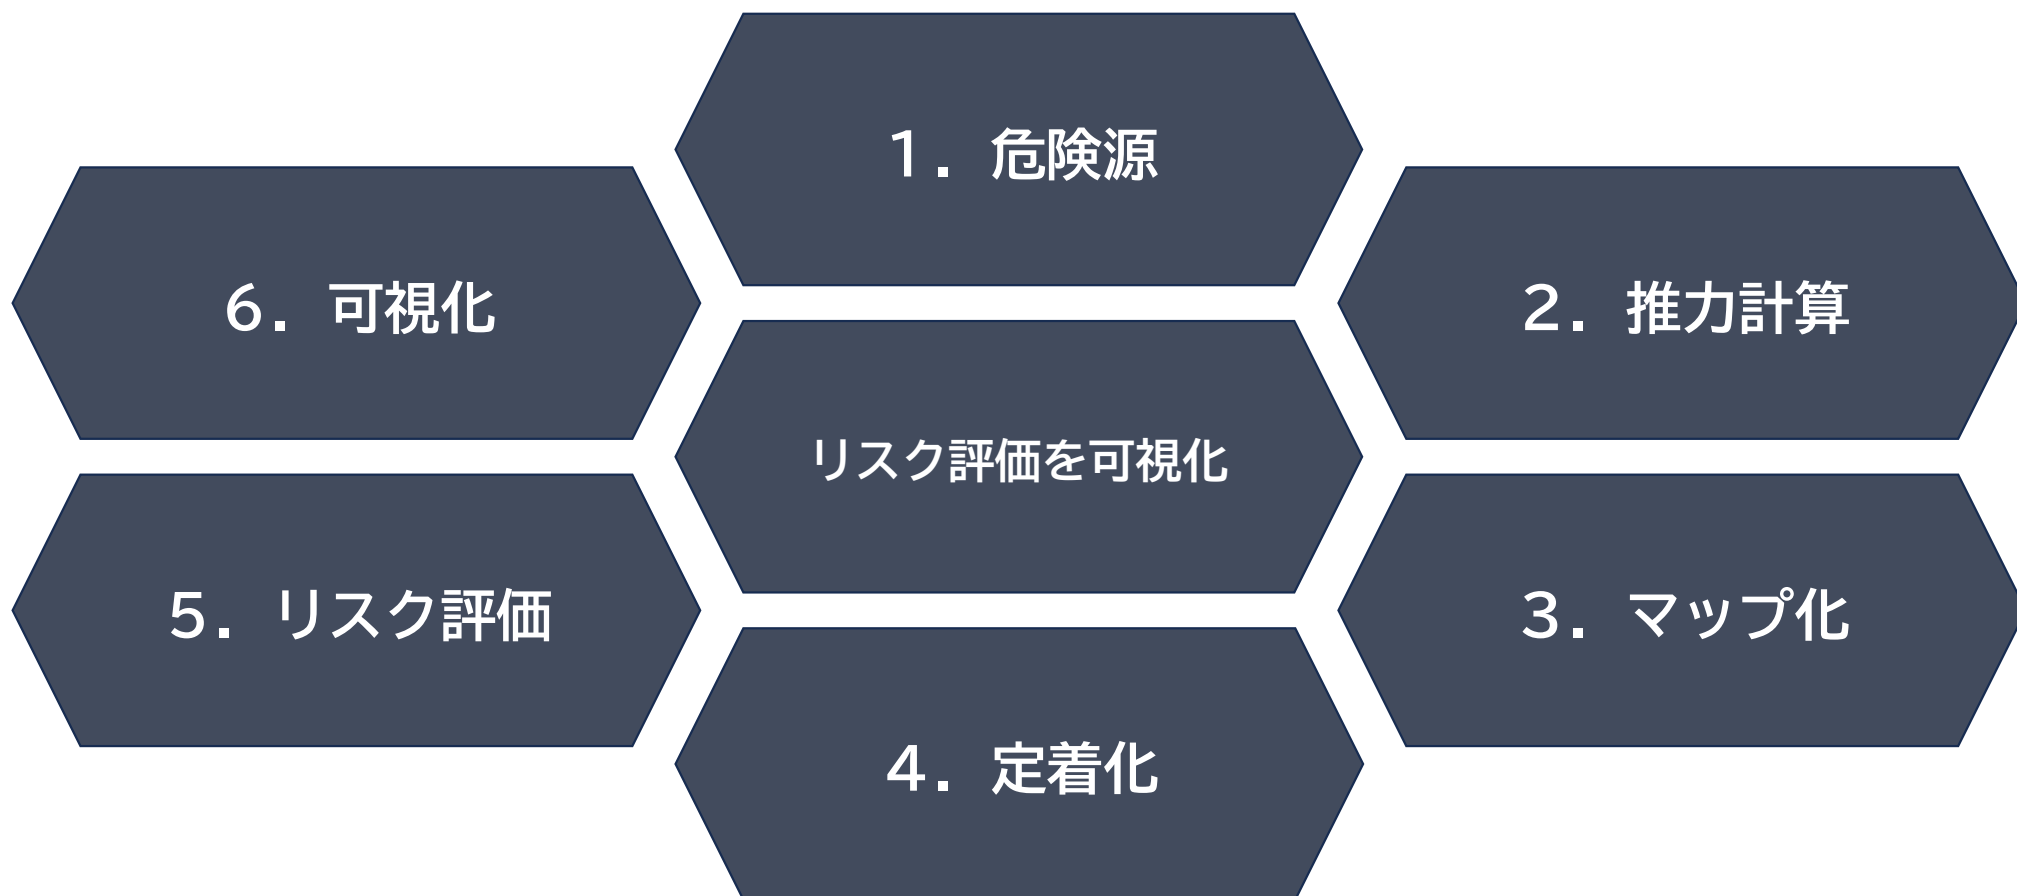 １．危険源
２．推力計算
３．マップ化
４．定着化
５．リスク評価
６．可視化
リスク評価を可視化